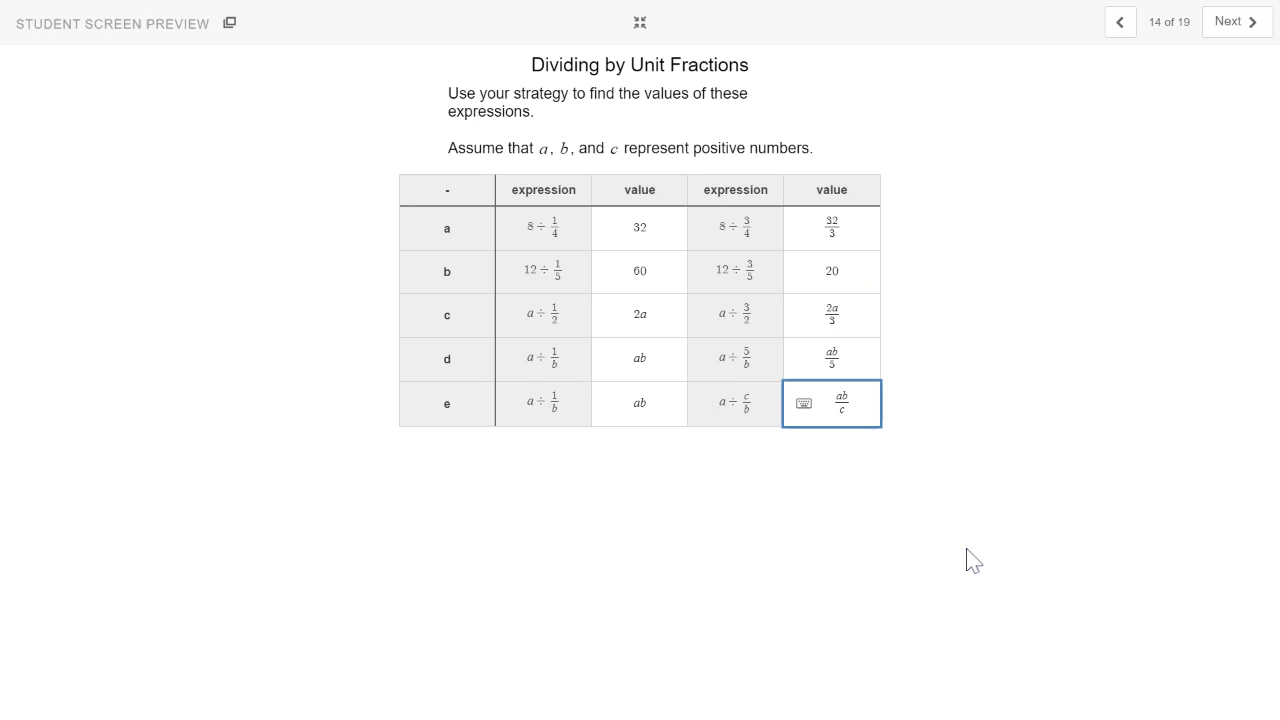 STUDENT SCREEN PREVIEW
14 of 19
Next
Dividing by Unit Fractions
Use your strategy to find the values of these
expressions.
Assume that a, b, and c represent positive numbers.
- expression value expression value
a 8 ÷ 1/4 32 8 ÷ 3/4 32/3
b 12 ÷ 1/5 60 12 ÷ 3/5 20
c a ÷ 1/2 2a a ÷ 3/2 2a/3
d a ÷ 1/b ab a ÷ 5/b ab/5
e a ÷ 1/b ab a ÷ c/b ab/c